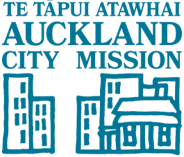 TE TĀPUI ATAWHAI
AUCKLAND
CITY MISSION